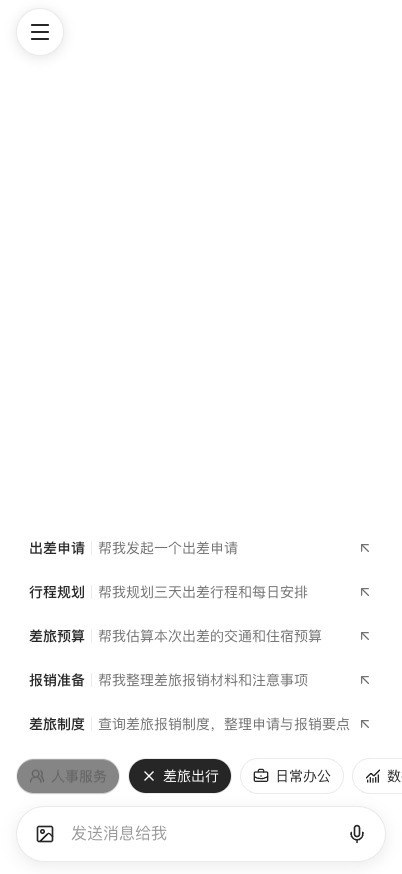 出差申请 帮我发起一个出差申请
行程规划 帮我规划三天出差行程和每日安排
差旅预算 帮我估算本次出差的交通和住宿预算
报销准备 帮我整理差旅报销材料和注意事项
差旅制度 查询差旅报销制度，整理申请与报销要点
人事服务 差旅出行 日常办公 数
发送消息给我